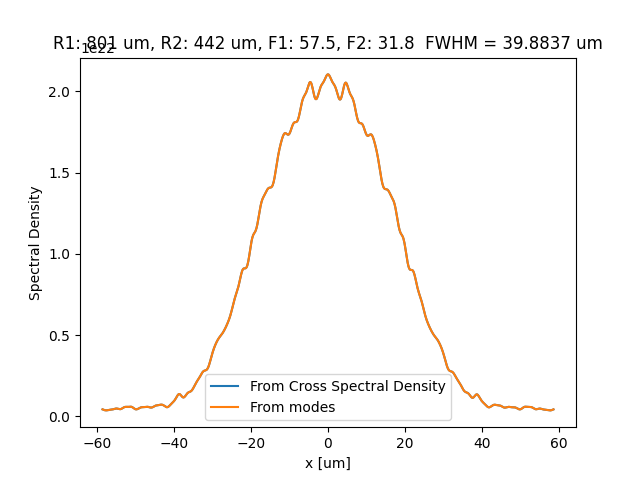 R1: 801 um, R2: 442 um, F1: 57.5, F2: 31.8  FWHM = 39.8837 um
1e22
2.0
1.5
1.0
0.5
0.0
Spectral Density
From Cross Spectral Density
From modes
−60 −40 −20 0 20 40 60
x [um]